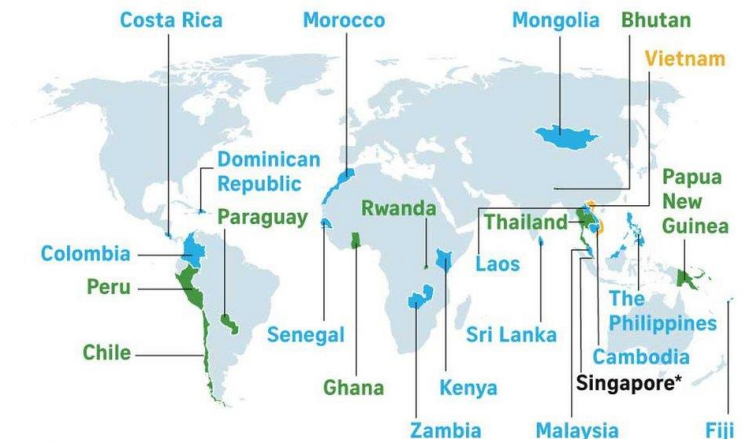 Costa Rica
Morocco
Mongolia
Bhutan
Vietnam
Dominican
Republic
Papua
New
Guinea
Paraguay
Rwanda
Thailand
Colombia
Laos
Peru
The
Philippines
Senegal
Sri Lanka
Chile
Cambodia
Singapore*
Ghana
Kenya
Zambia
Malaysia
Fiji